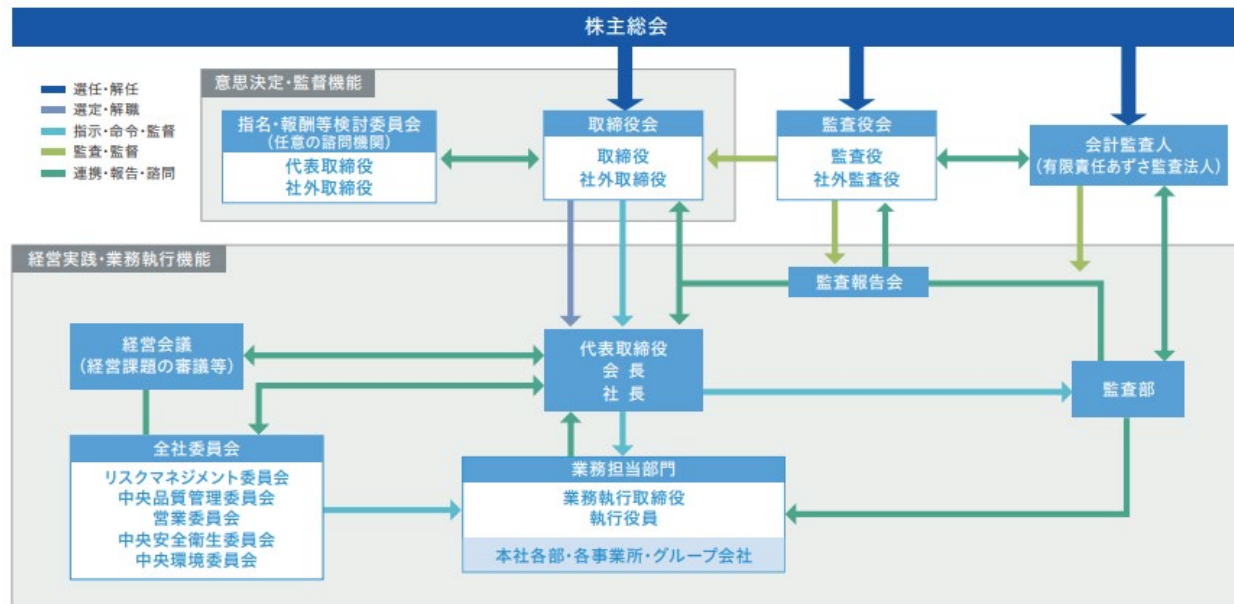 株主総会
選任・解任
選定・解職
指示・命令・監督
監査・監督
連携・報告・諮問
意思決定・監督機能
指名・報酬等検討委員会
(任意の諮問機関)
代表取締役
社外取締役
取締役会
取締役
社外取締役
監査役会
監査役
社外監査役
会計監査人
(有限責任あずさ監査法人)
経営実践・業務執行機能
監査報告会
経営会議
(経営課題の審議等)
代表取締役
会長
社長
監査部
全社委員会
リスクマネジメント委員会
中央品質管理委員会
営業委員会
中央安全衛生委員会
中央環境委員会
業務担当部門
業務執行取締役
執行役員
本社各部・各事業所・グループ会社